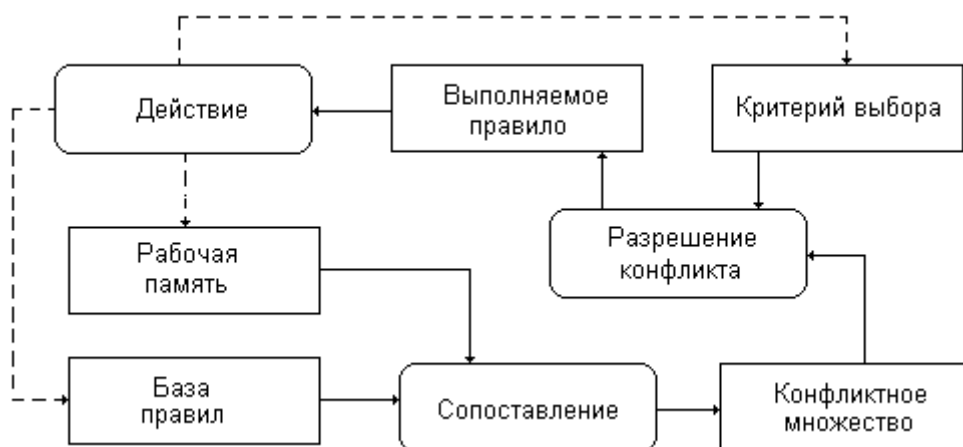 Действие
Выполняемое
правило
Критерий выбора
Рабочая
память
Разрешение
конфликта
База
правил
Сопоставление
Конфликтное
множество